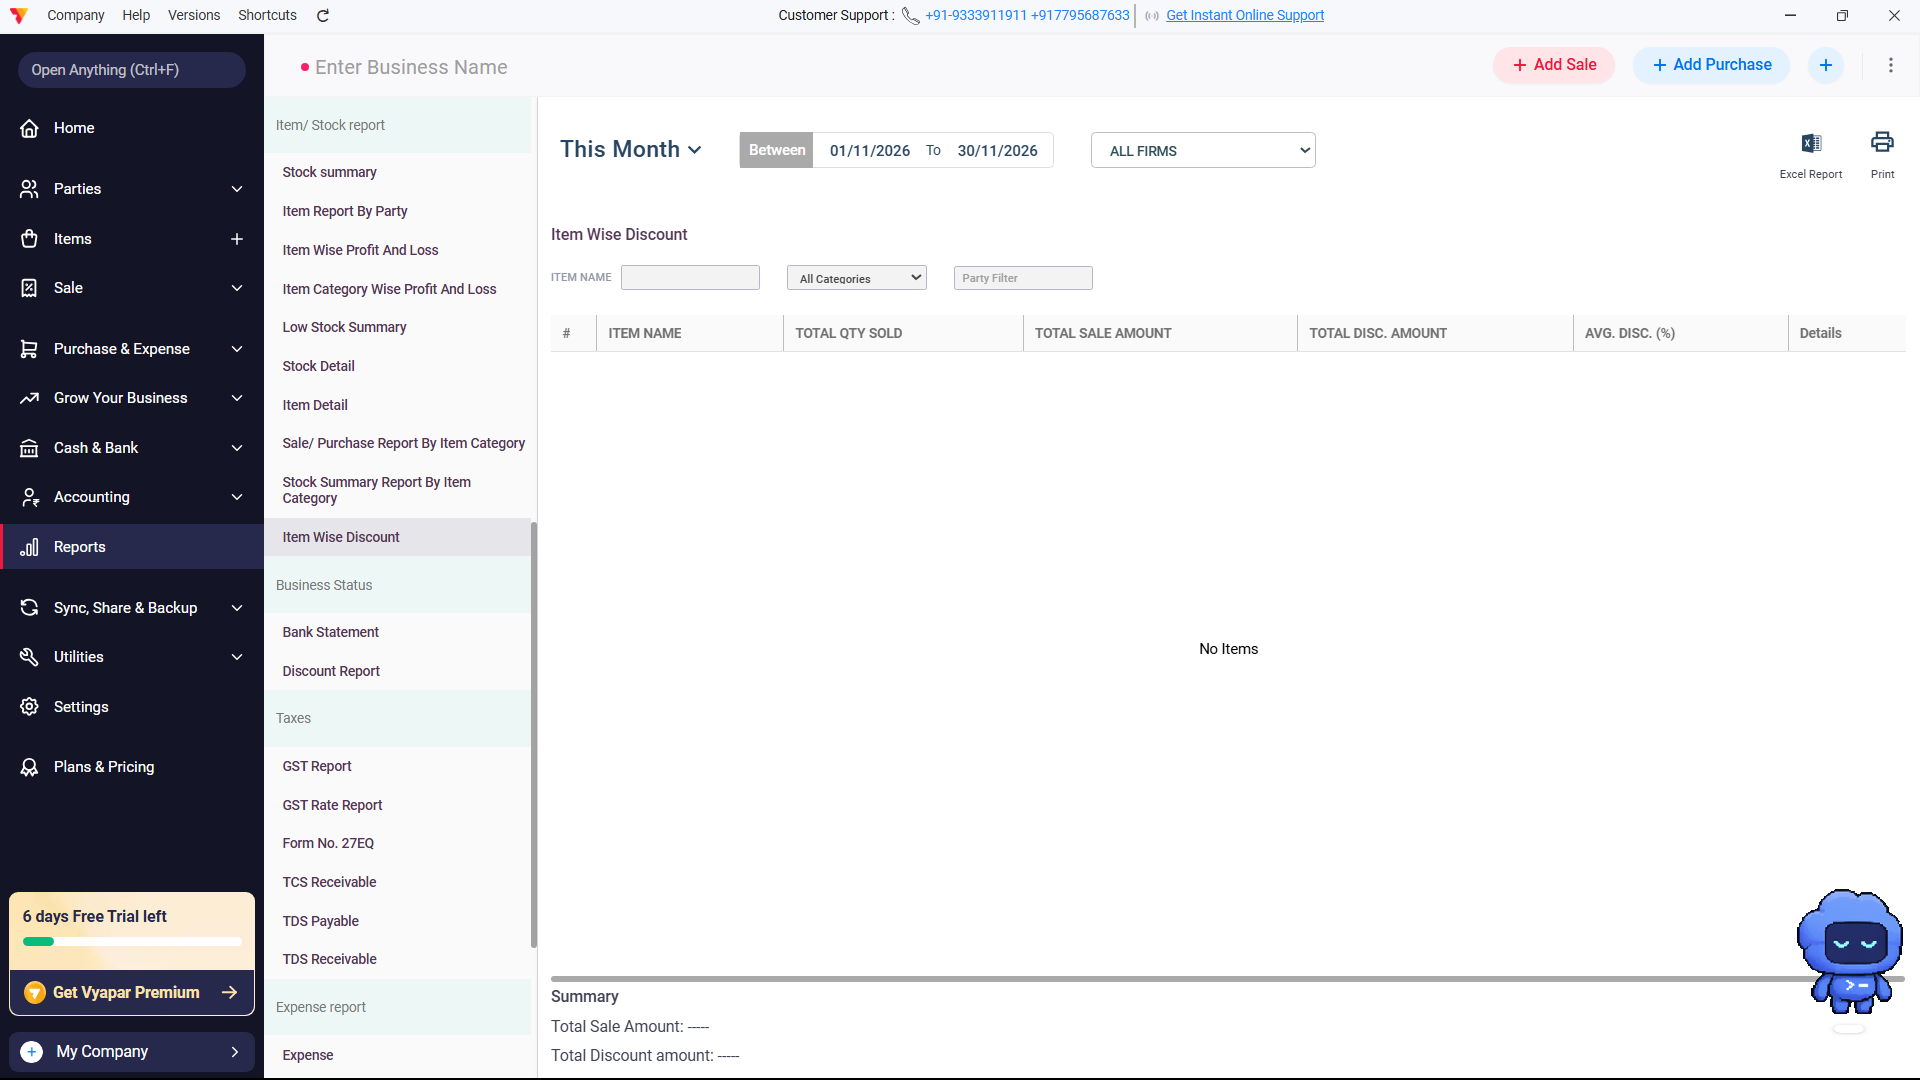 Company Help Versions Shortcuts
Customer Support : +91-9333911911 +917795687633 Get Instant Online Support
Open Anything (Ctrl+F)
Enter Business Name
Add Sale
Add Purchase
Home
Parties
Items
Sale
Purchase & Expense
Grow Your Business
Cash & Bank
Accounting
Reports
Sync, Share & Backup
Utilities
Settings
Plans & Pricing
6 days Free Trial left
Get Vyapar Premium
My Company
Item/ Stock report
Stock summary
Item Report By Party
Item Wise Profit And Loss
Item Category Wise Profit And Loss
Low Stock Summary
Stock Detail
Item Detail
Sale/ Purchase Report By Item Category
Stock Summary Report By Item
Category
Item Wise Discount
Business Status
Bank Statement
Discount Report
Taxes
GST Report
GST Rate Report
Form No. 27EQ
TCS Receivable
TDS Payable
TDS Receivable
Expense report
Expense
This Month
Between 01/11/2026 To 30/11/2026
ALL FIRMS
Excel Report
Print
Item Wise Discount
ITEM NAME
All Categories
Party Filter
# ITEM NAME TOTAL QTY SOLD TOTAL SALE AMOUNT TOTAL DISC. AMOUNT AVG. DISC. (%) Details
No Items
Summary
Total Sale Amount: -----
Total Discount amount: -----